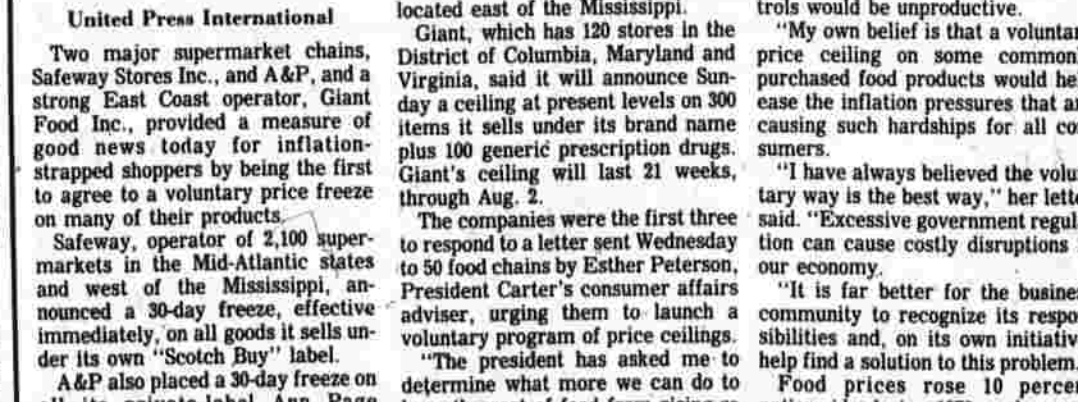 United Press International
Two major supermarket chains,
Safeway Stores Inc., and A&P, and a
strong East Coast operator, Giant
Food Inc., provided a measure of
good news today for inflation-
strapped shoppers by being the first
to agree to a voluntary price freeze
on many of their products.
Safeway, operator of 2,100 super-
markets in the Mid-Atlantic states
and west of the Mississippi, an-
nounced a 30-day freeze, effective
immediately, on all goods it sells un-
der its own "Scotch Buy" label.
A&P also placed a 30-day freeze on
located east of the Mississippi.
Giant, which has 120 stores in the
District of Columbia, Maryland and
Virginia, said it will announce Sun-
day a ceiling at present levels on 300
items it sells under its brand name
plus 100 generic prescription drugs.
Giant's ceiling will last 21 weeks,
through Aug. 2.
The companies were the first three
to respond to a letter sent Wednesday
to 50 food chains by Esther Peterson,
President Carter's consumer affairs
adviser, urging them to launch a
voluntary program of price ceilings.
"The president has asked me to
determine what more we can do to
trols would be unproductive.
"My own belief is that a voluntar
price ceiling on some common
purchased food products would he
ease the inflation pressures that a
causing such hardships for all co
sumers.
"I have always believed the volu
tary way is the best way," her lette
said. "Excessive government regul
tion can cause costly disruptions
our economy.
"It is far better for the busine
community to recognize its respo
sibilities and, on its own initiativ
help find a solution to this problem.
Food prices rose 10 percen